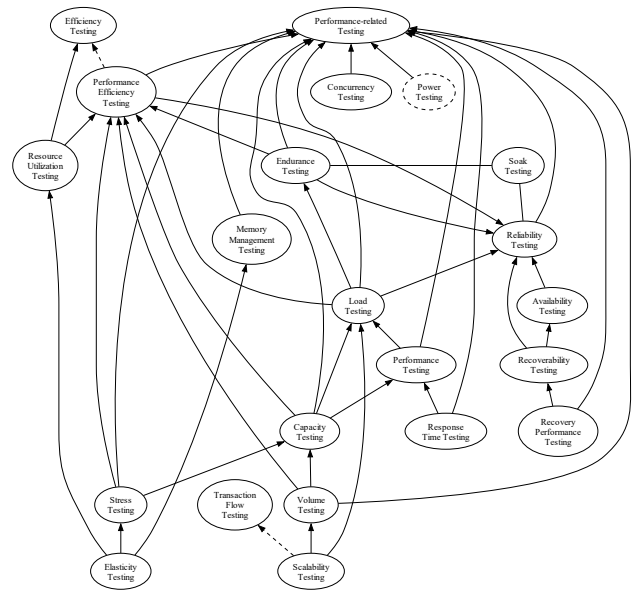 Efficiency
Testing
Performance-related
Testing
Performance
Efficiency
Testing
Concurrency
Testing
Power
Testing
Resource
Utilization
Testing
Endurance
Testing
Soak
Testing
Memory
Management
Testing
Reliability
Testing
Load
Testing
Availability
Testing
Performance
Testing
Recoverability
Testing
Capacity
Testing
Response
Time Testing
Recovery
Performance
Testing
Stress
Testing
Transaction
Flow
Testing
Volume
Testing
Elasticity
Testing
Scalability
Testing